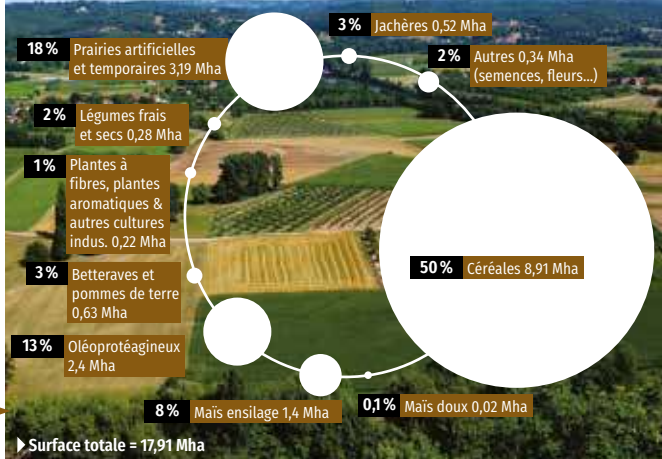 3 % Jachères 0,52 Mha
18 % Prairies artificielles
et temporaires 3,19 Mha
2 % Autres 0,34 Mha
(semences, fleurs...)
2 % Légumes frais
et secs 0,28 Mha
1 % Plantes à
fibres, plantes
aromatiques &
autres cultures
indus. 0,22 Mha
50 % Céréales 8,91 Mha
3 % Betteraves et
pommes de terre
0,63 Mha
13 % Oléoprotéagineux
2,4 Mha
8 % Maïs ensilage 1,4 Mha
0,1 % Maïs doux 0,02 Mha
Surface totale = 17,91 Mha